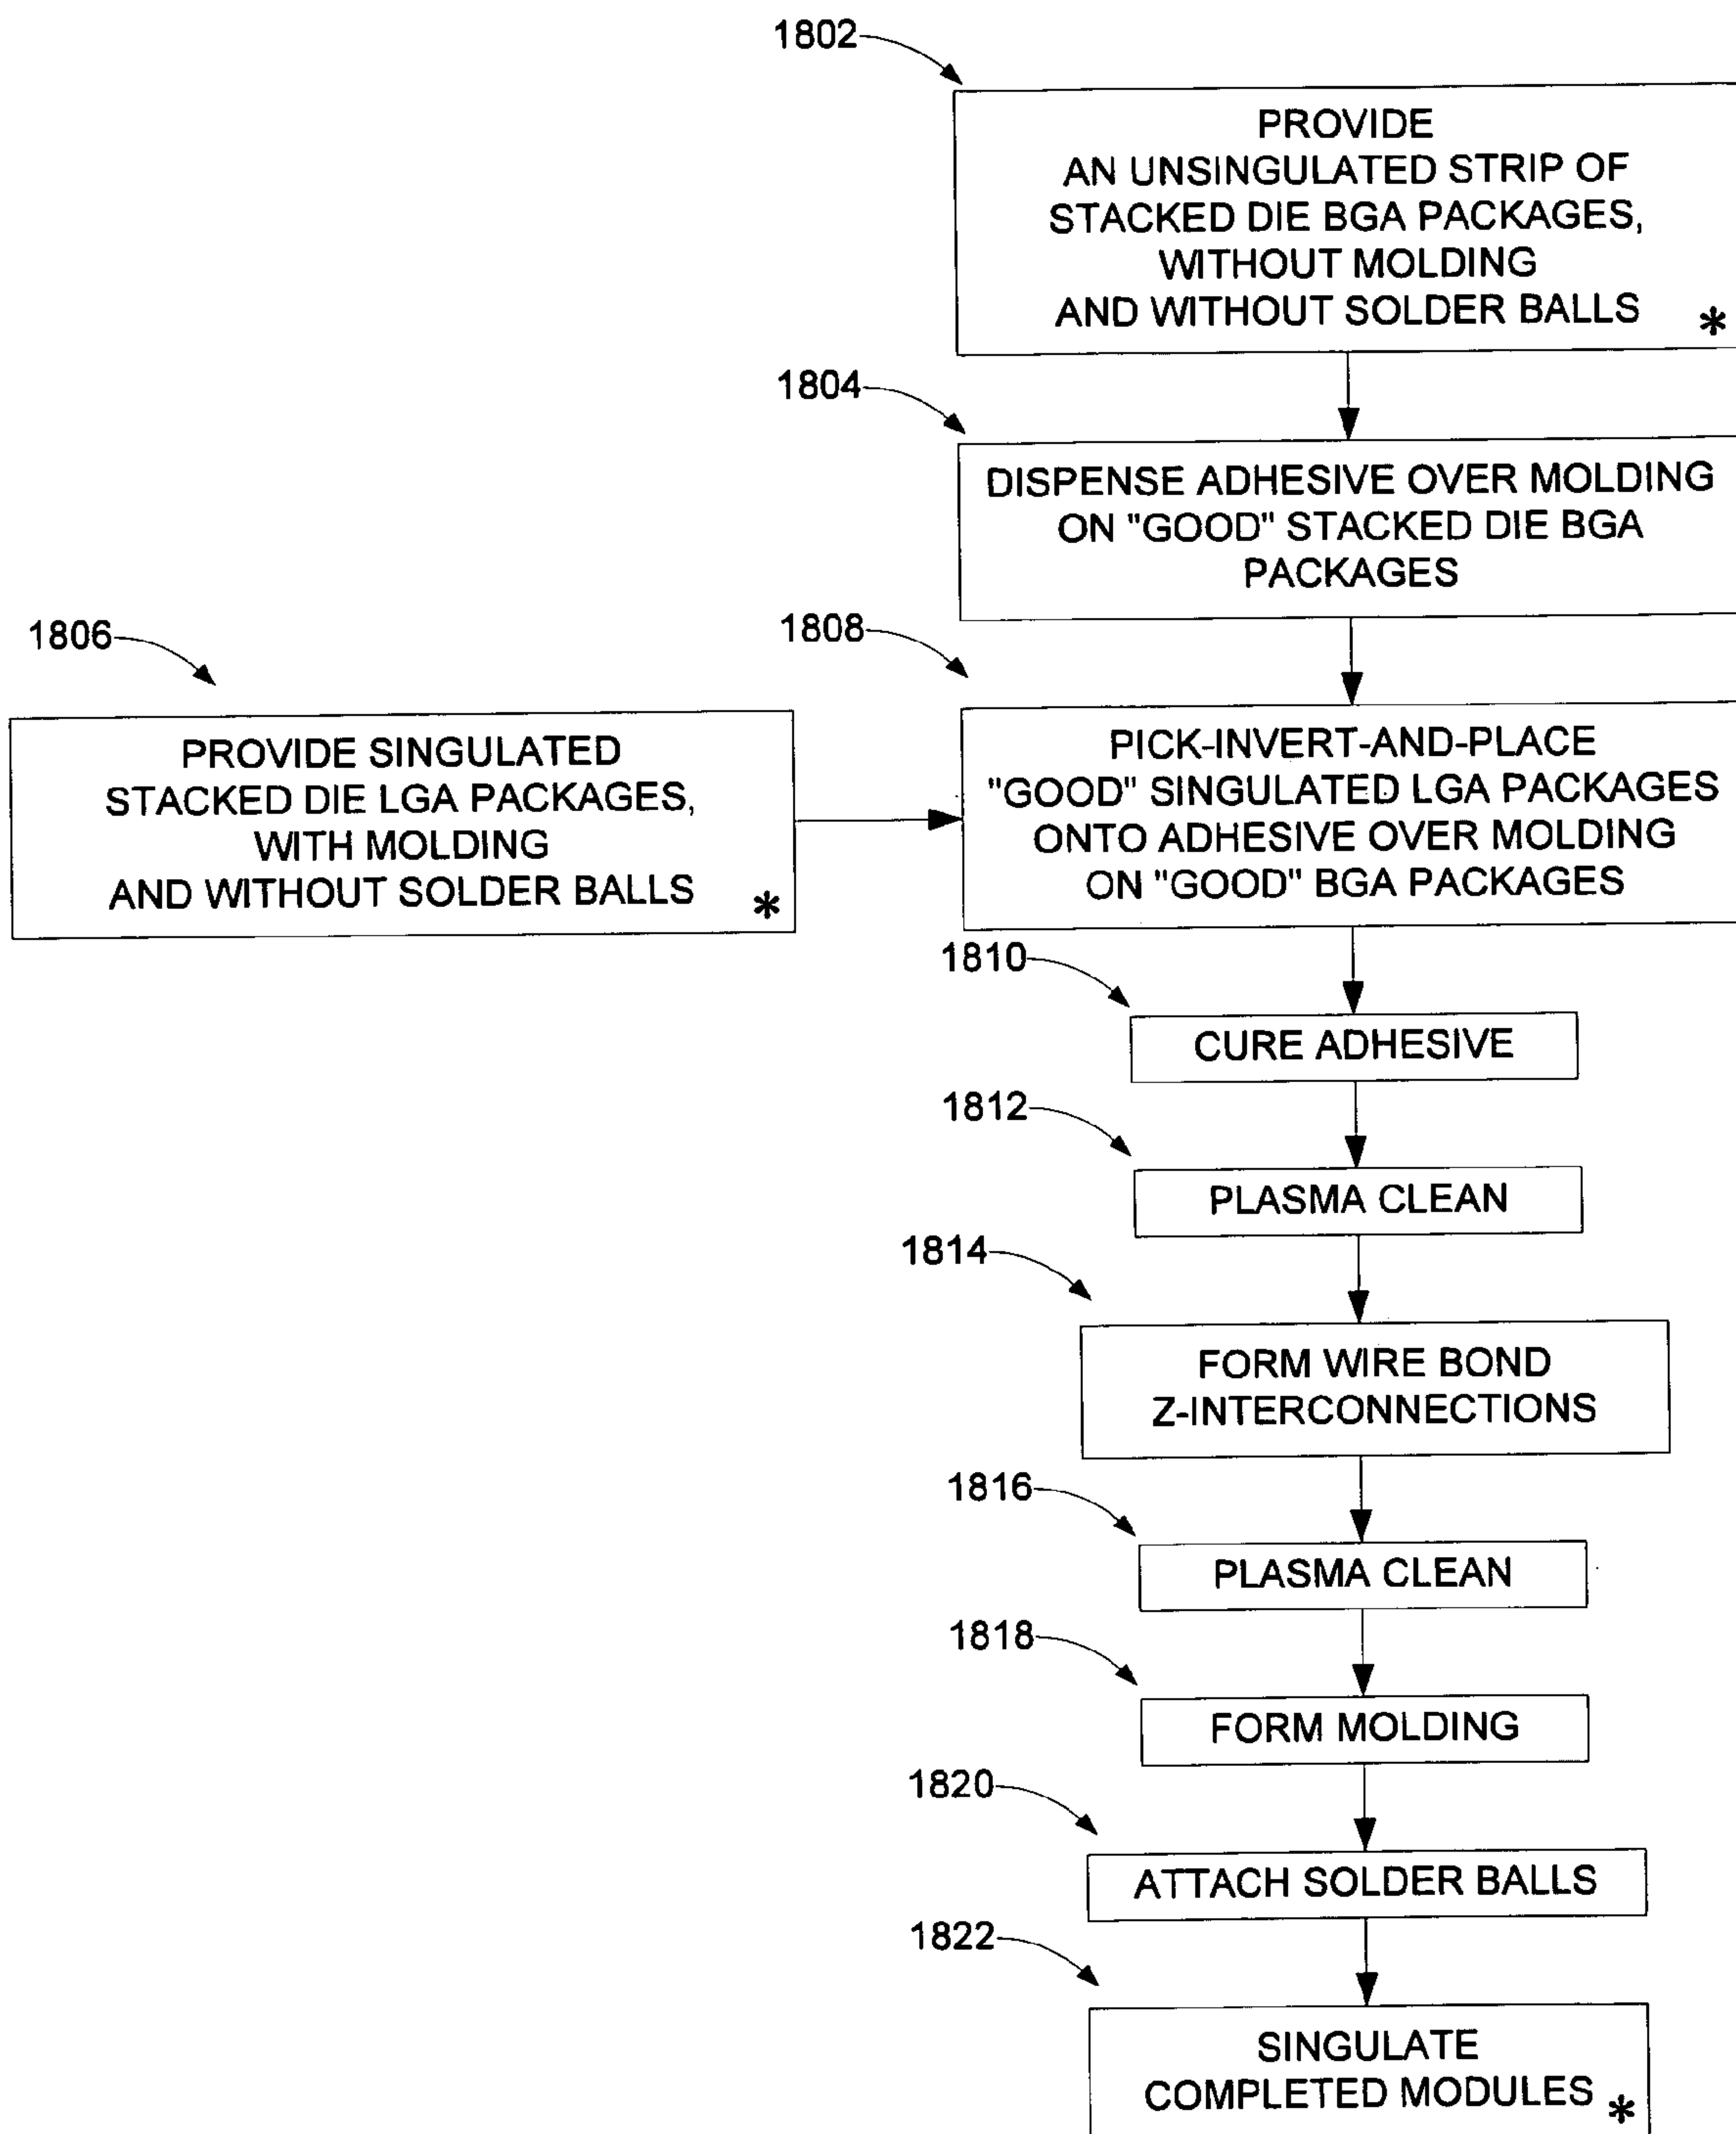 1802
PROVIDE
AN UNSINGULATED STRIP OF
STACKED DIE BGA PACKAGES,
WITHOUT MOLDING
AND WITHOUT SOLDER BALLS *
1804
DISPENSE ADHESIVE OVER MOLDING
ON "GOOD" STACKED DIE BGA
PACKAGES
1806
PROVIDE SINGULATED
STACKED DIE LGA PACKAGES,
WITH MOLDING
AND WITHOUT SOLDER BALLS *
1808
PICK-INVERT-AND-PLACE
"GOOD" SINGULATED LGA PACKAGES
ONTO ADHESIVE OVER MOLDING
ON "GOOD" BGA PACKAGES
1810
CURE ADHESIVE
1812
PLASMA CLEAN
1814
FORM WIRE BOND
Z-INTERCONNECTIONS
1816
PLASMA CLEAN
1818
FORM MOLDING
1820
ATTACH SOLDER BALLS
1822
SINGULATE
COMPLETED MODULES *